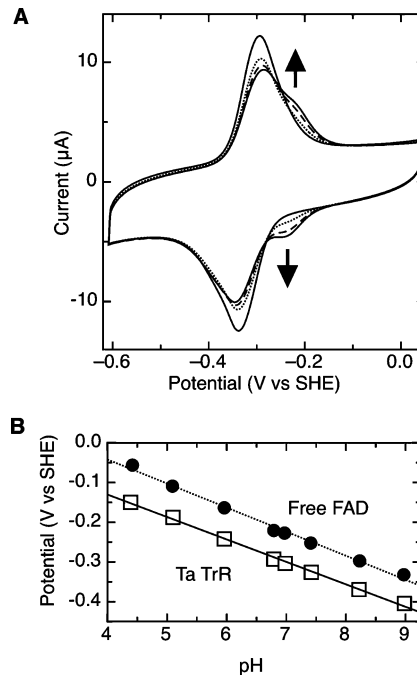 A
10
0
-10
Current (µA)
–0.6
–0.4
–0.2
0.0
Potential (V vs SHE)
B
0.0
-0.1
-0.2
-0.3
-0.4
Potential (V vs SHE)
Free FAD
Ta TrR
4
5
6
7
8
9
pH